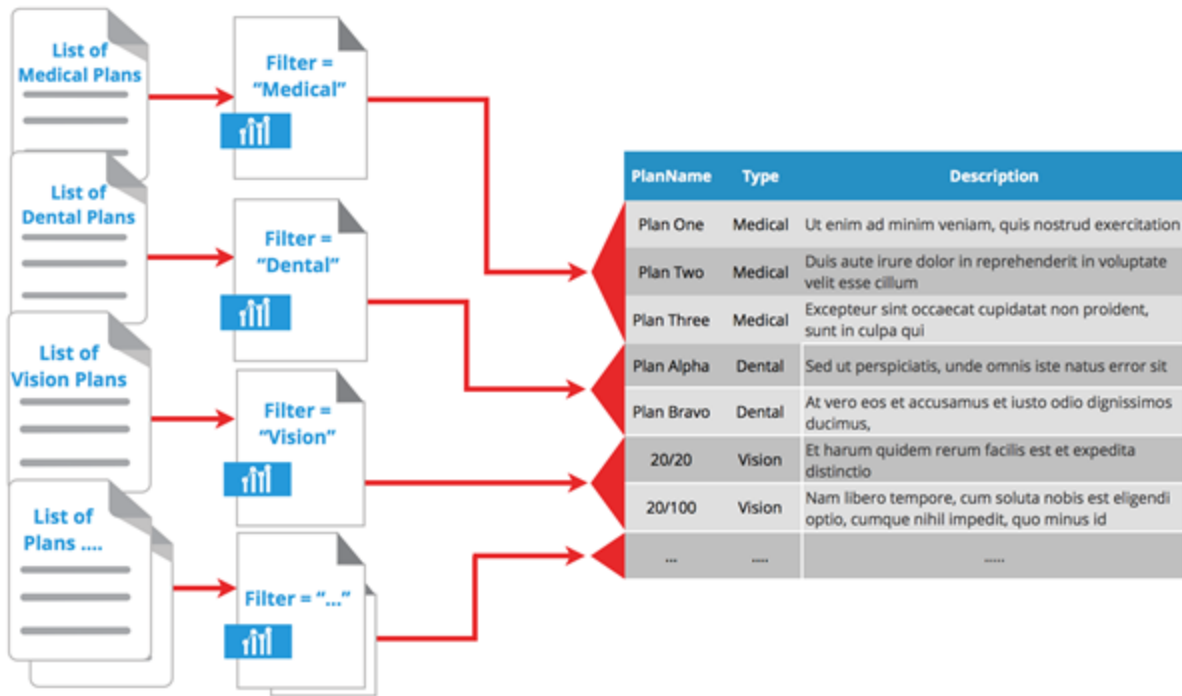 List of
Medical Plans
Filter =
“Medical”
List of
Dental Plans
Filter =
“Dental”
List of
Vision Plans
Filter =
“Vision”
List of
Plans ....
Filter = “...”
PlanName Type Description
Plan One Medical Ut enim ad minim veniam, quis nostrud exercitation
Plan Two Medical Duis aute irure dolor in reprehenderit in voluptate
velit esse cillum
Plan Three Medical Excepteur sint occaecat cupidatat non proident,
sunt in culpa qui
Plan Alpha Dental Sed ut perspiciatis, unde omnis iste natus error sit
Plan Bravo Dental At vero eos et accusamus et iusto odio dignissimos
ducimus,
20/20 Vision Et harum quidem rerum facilis est et expedita
distinctio
20/100 Vision Nam libero tempore, cum soluta nobis est eligendi
optio, cumque nihil impedit, quo minus id
... .... .....